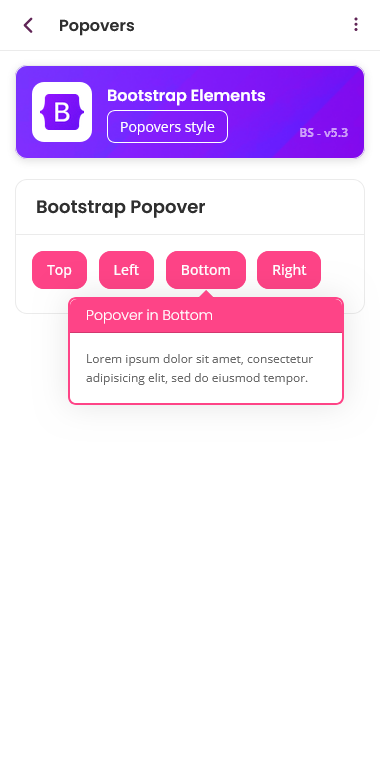 Popovers
B
Bootstrap Elements
Popovers style
BS - v5.3
Bootstrap Popover
Top
Left
Bottom
Right
Popover in Bottom
Lorem ipsum dolor sit amet, consectetur
adipisicing elit, sed do eiusmod tempor.